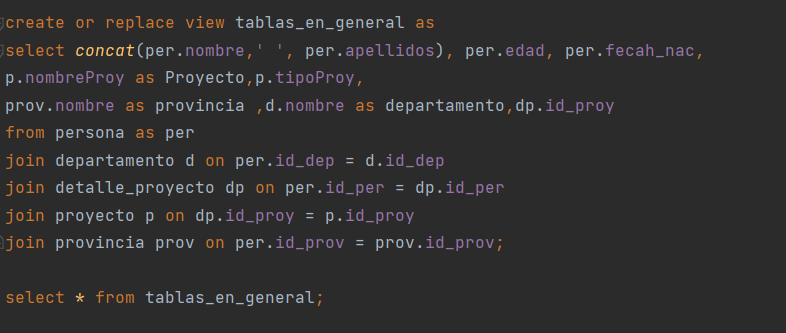 create or replace view tablas_en_general as
select concat(per.nombre,' ', per.apellidos), per.edad, per.fecah_nac,
p.nombreProy as Proyecto,p.tipoProy,
prov.nombre as provincia ,d.nombre as departamento,dp.id_proy
from persona as per
join departamento d on per.id_dep = d.id_dep
join detalle_proyecto dp on per.id_per = dp.id_per
join proyecto p on dp.id_proy = p.id_proy
join provincia prov on per.id_prov = prov.id_prov;
select * from tablas_en_general;